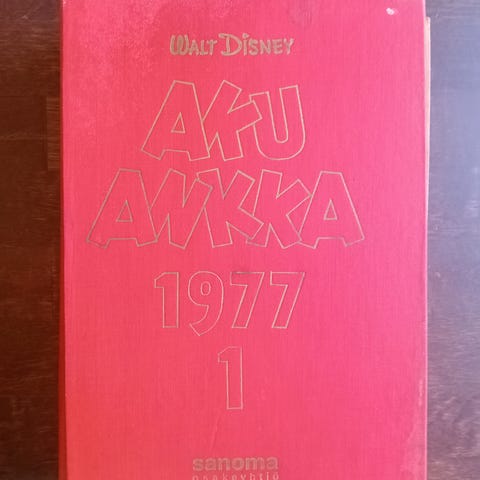 WALT DISNEY
AKU
ANKKA
1977
1
sanoma
osakeyhtiö